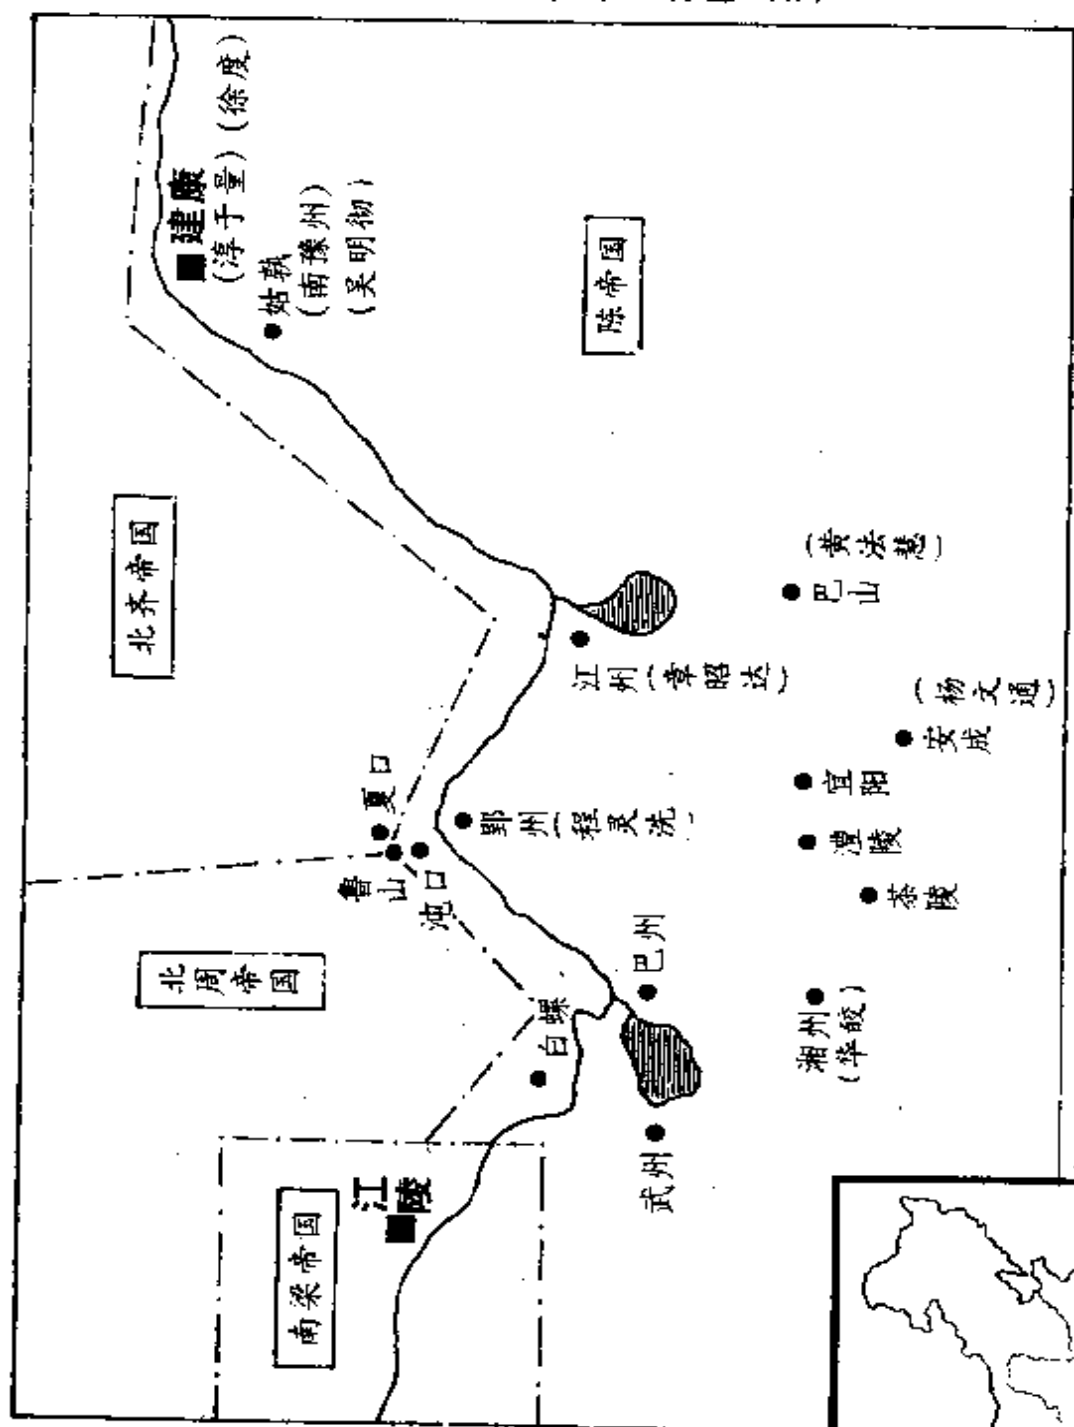 北齐帝国
北周帝国
南梁帝国
陈帝国
建康
(淳于量)(徐度)
姑孰
(南豫州)
(吴明彻)
夏口
鲁山
沌口
郢州(程灵洗)
江州(章昭达)
(黄法慧)
巴山
(杨文通)
安成
宜阳
澧陵
茶陵
湘州
(华皎)
巴州
白螺
武州
江陵